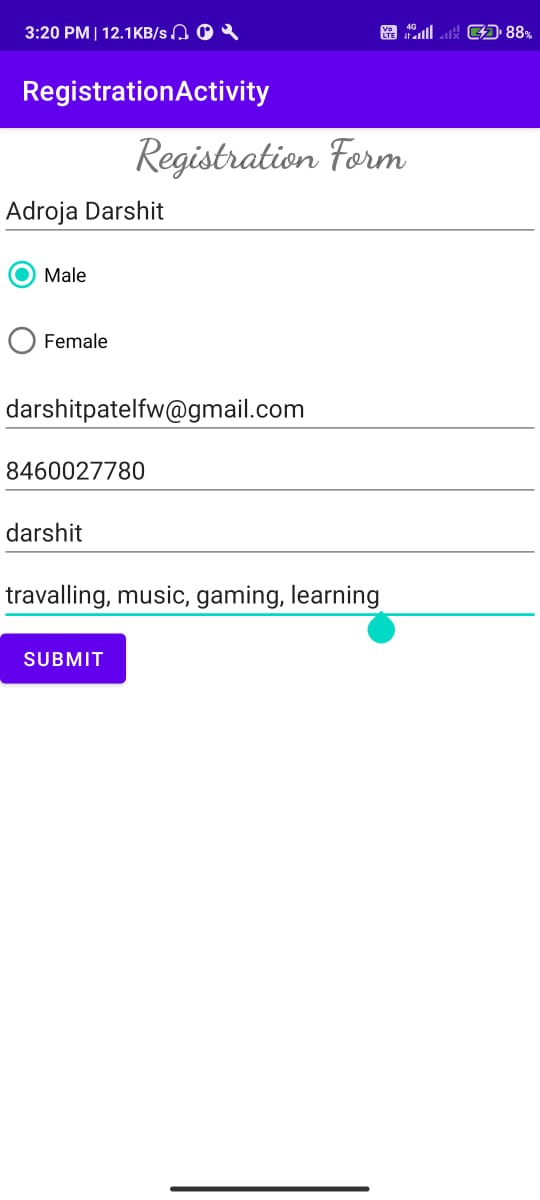 3:20 PM | 12.1KB/s Vo LTE 4G 88%
RegistrationActivity
Registration Form
Adroja Darshit
Male
Female
darshitpatelfw@gmail.com
8460027780
darshit
travalling, music, gaming, learning
SUBMIT